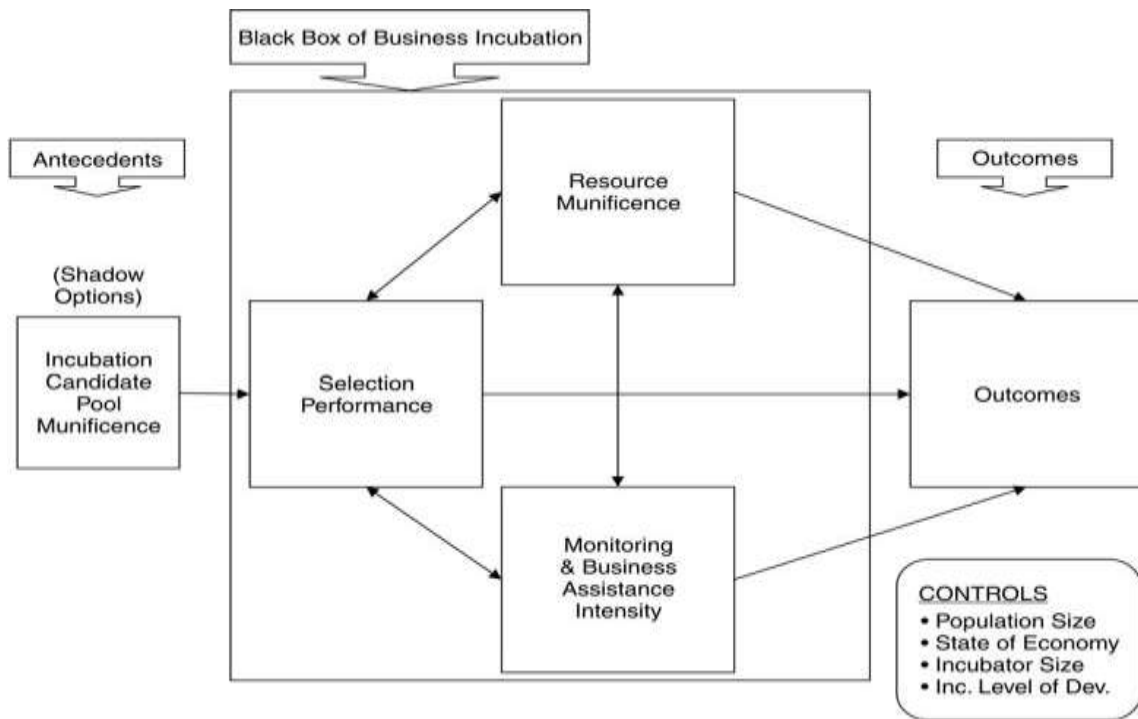 Black Box of Business Incubation
Antecedents
Outcomes
Resource
Munificence
(Shadow
Options)
Incubation
Candidate
Pool
Munificence
Selection
Performance
Outcomes
Monitoring
& Business
Assistance
Intensity
CONTROLS
• Population Size
• State of Economy
• Incubator Size
• Inc. Level of Dev.